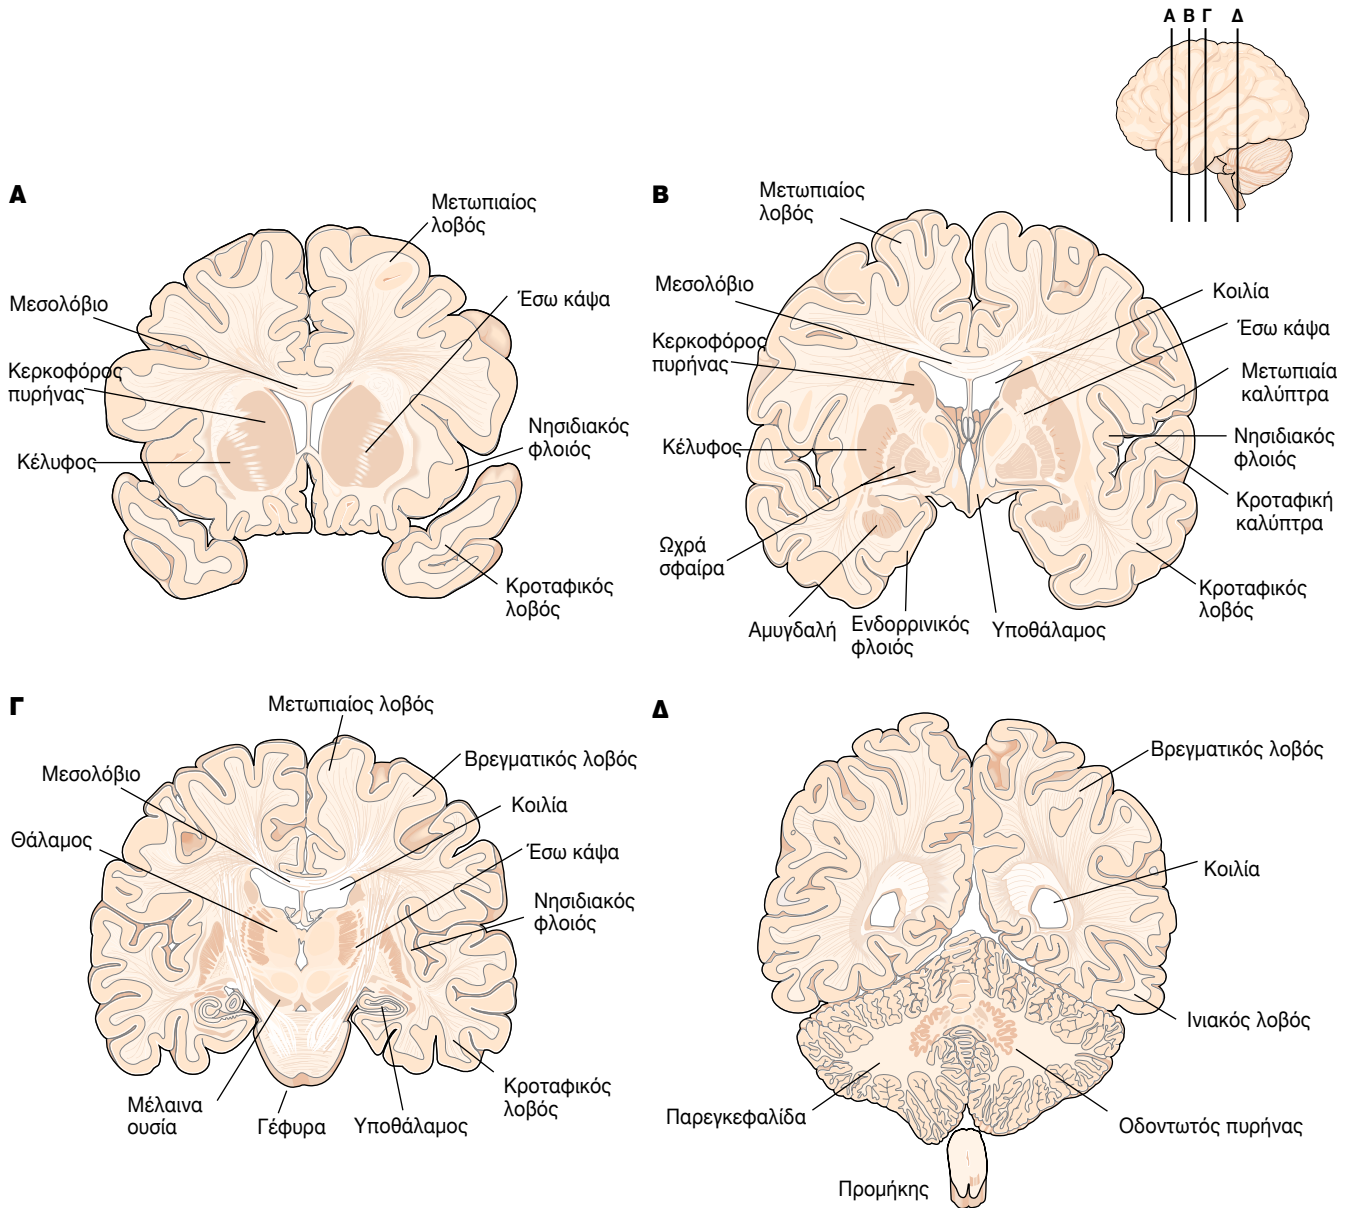 Α Β Γ Δ
Α
Μετωπιαίος
λοβός
Μεσολόβιο
Έσω κάψα
Κερκοφόρος
πυρήνας
Νησιδιακός
φλοιός
Κέλυφος
Κροταφικός
λοβός
Β
Μετωπιαίος
λοβός
Μεσολόβιο
Κοιλία
Έσω κάψα
Κερκοφόρος
πυρήνας
Μετωπιαία
καλύπτρα
Κέλυφος
Νησιδιακός
φλοιός
Κροταφική
καλύπτρα
Ωχρά
σφαίρα
Κροταφικός
λοβός
Αμυγδαλή
Ενδορρινικός
φλοιός
Υποθάλαμος
Γ
Μετωπιαίος λοβός
Βρεγματικός λοβός
Μεσολόβιο
Κοιλία
Θάλαμος
Έσω κάψα
Νησιδιακός
φλοιός
Κροταφικός
λοβός
Μέλαινα
ουσία
Γέφυρα
Υποθάλαμος
Δ
Βρεγματικός λοβός
Κοιλία
Ινιακός λοβός
Παρεγκεφαλίδα
Οδοντωτός πυρήνας
Προμήκης